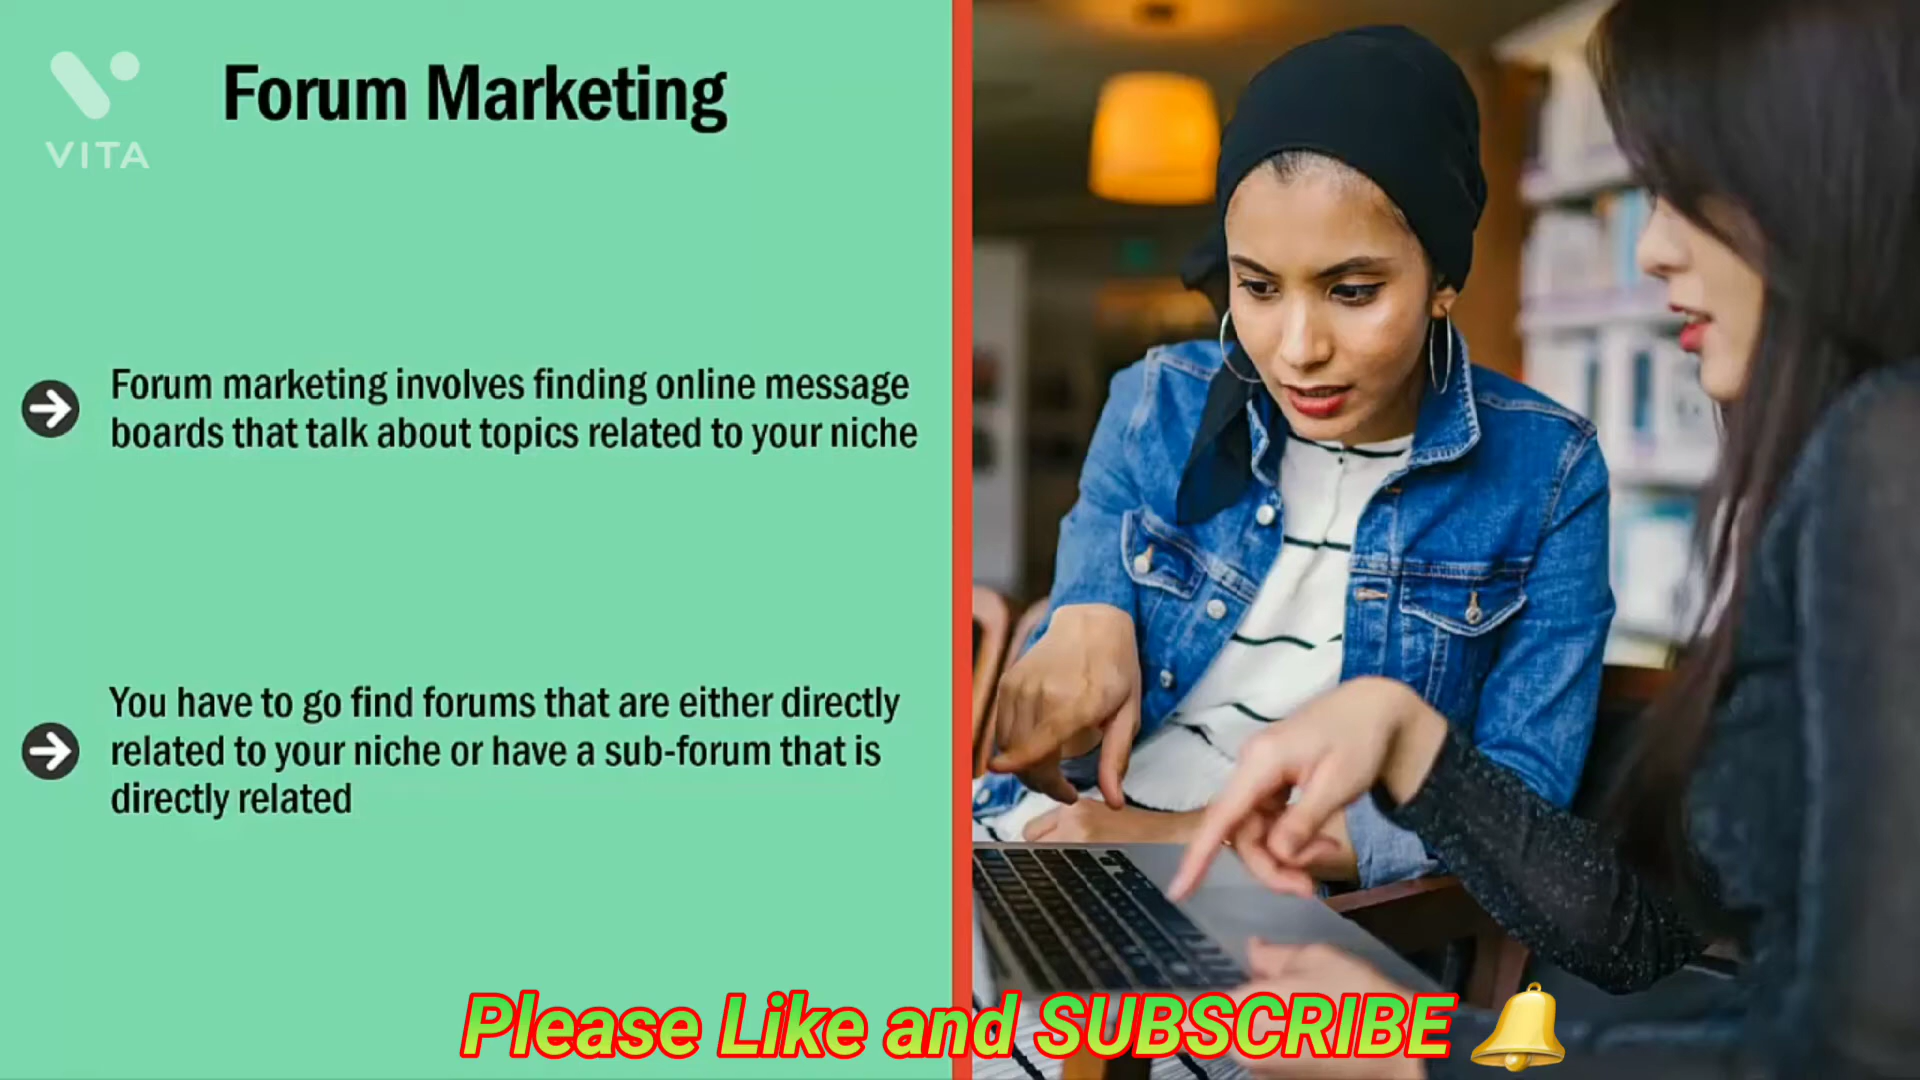 VITA
Forum Marketing
Forum marketing involves finding online message
boards that talk about topics related to your niche
You have to go find forums that are either directly
related to your niche or have a sub-forum that is
directly related
Please Like and SUBSCRIBE 🔔